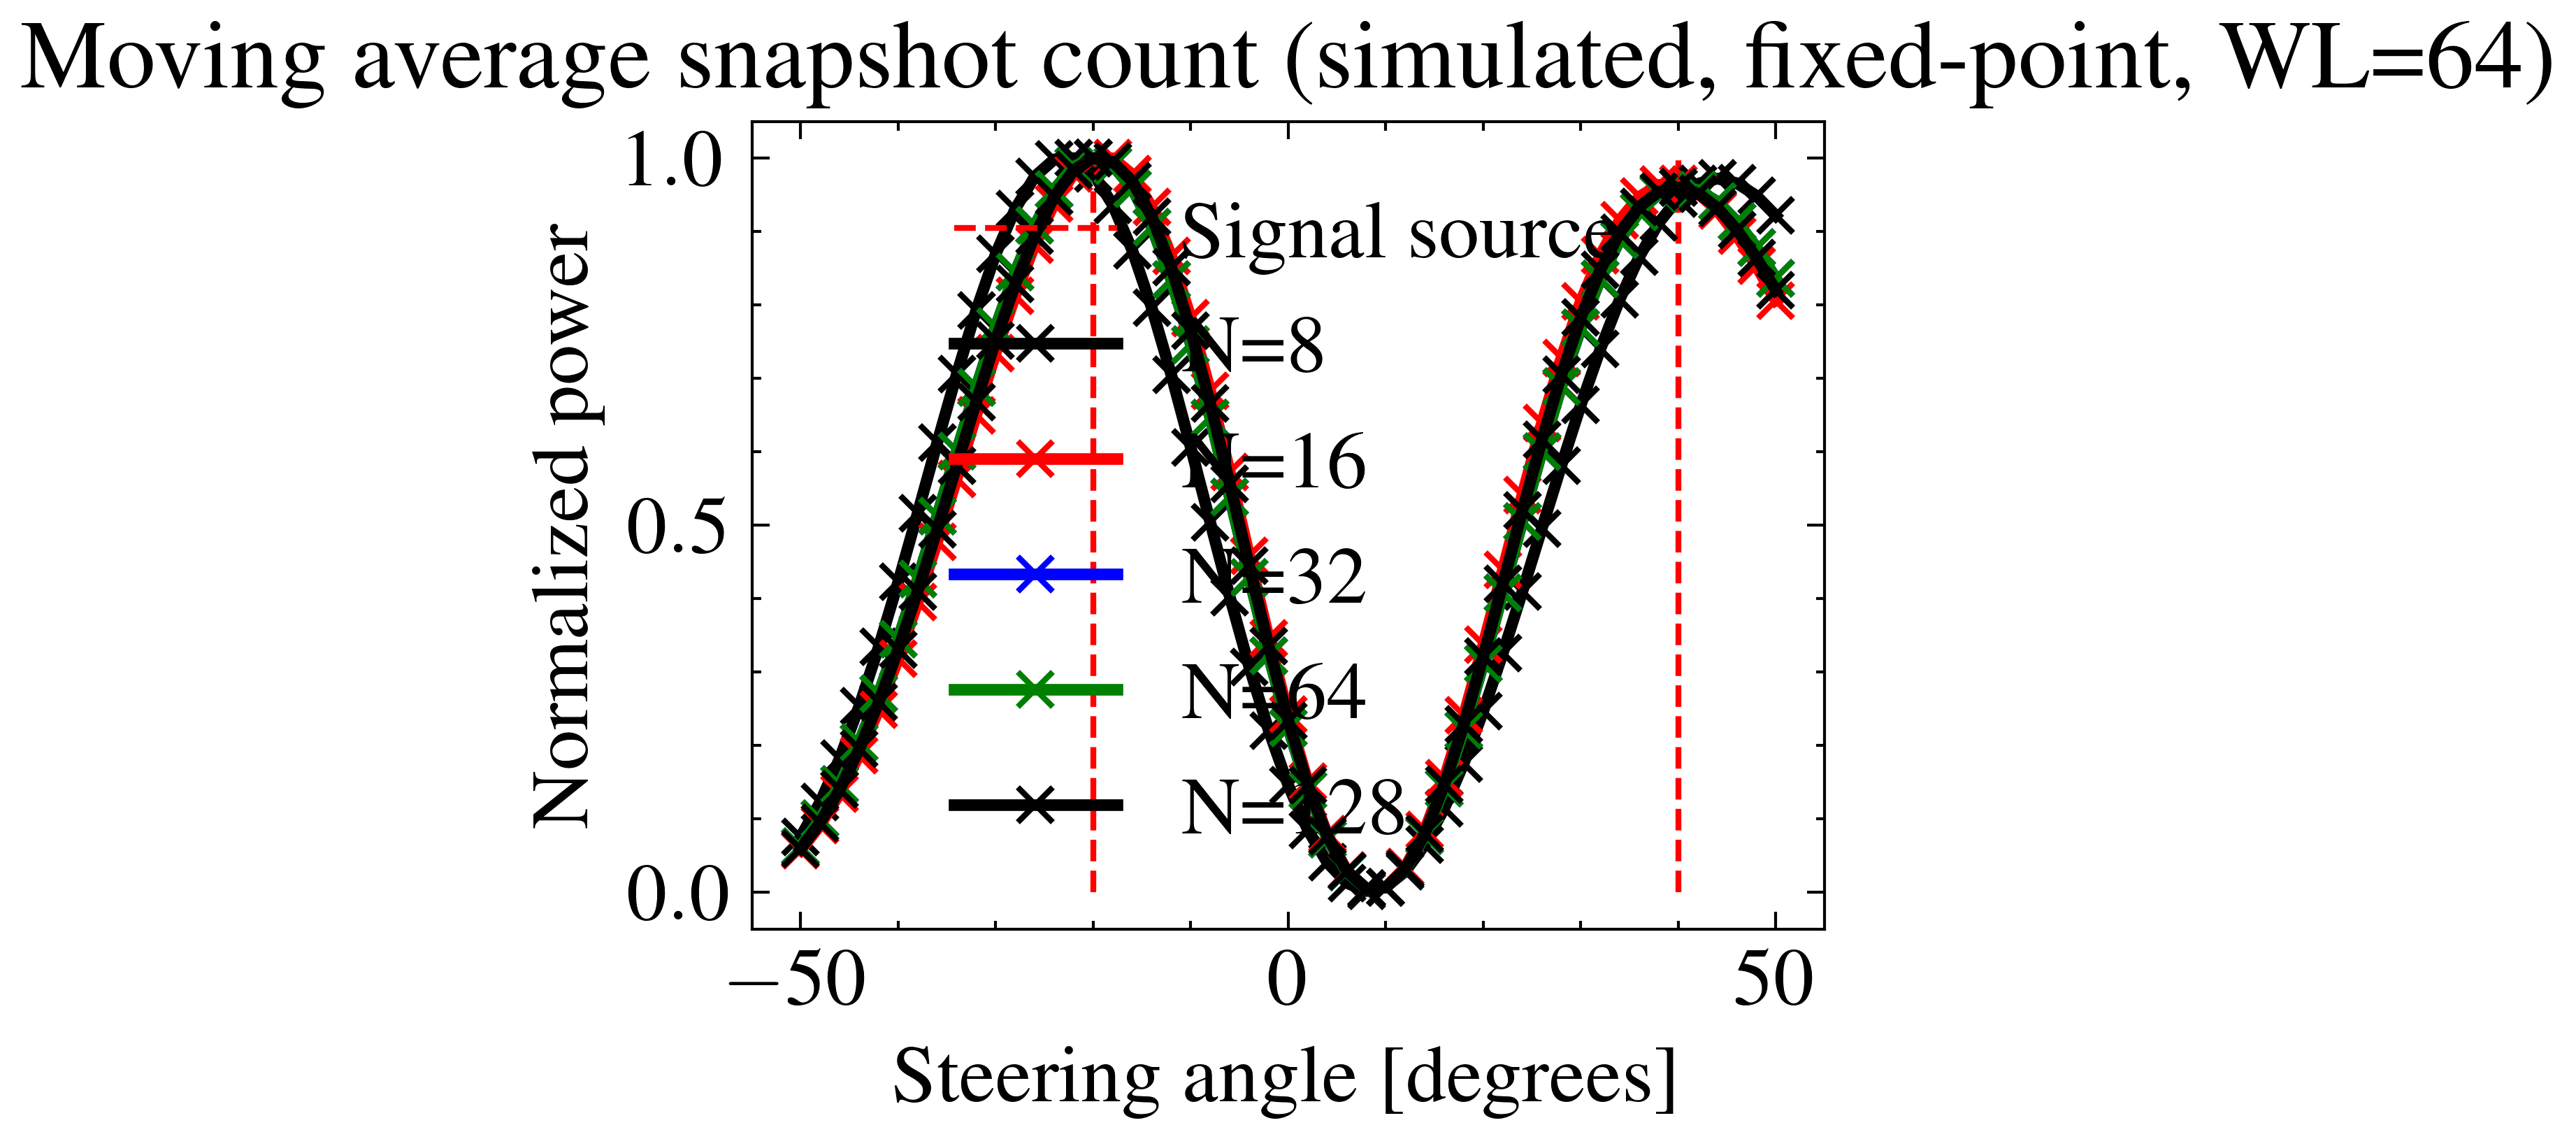 Moving average snapshot count (simulated, fixed-point, WL=64)
Normalized power
1.0
0.5
0.0
Signal source
N=8
N=16
N=32
N=64
N=128
−50
0
50
Steering angle [degrees]